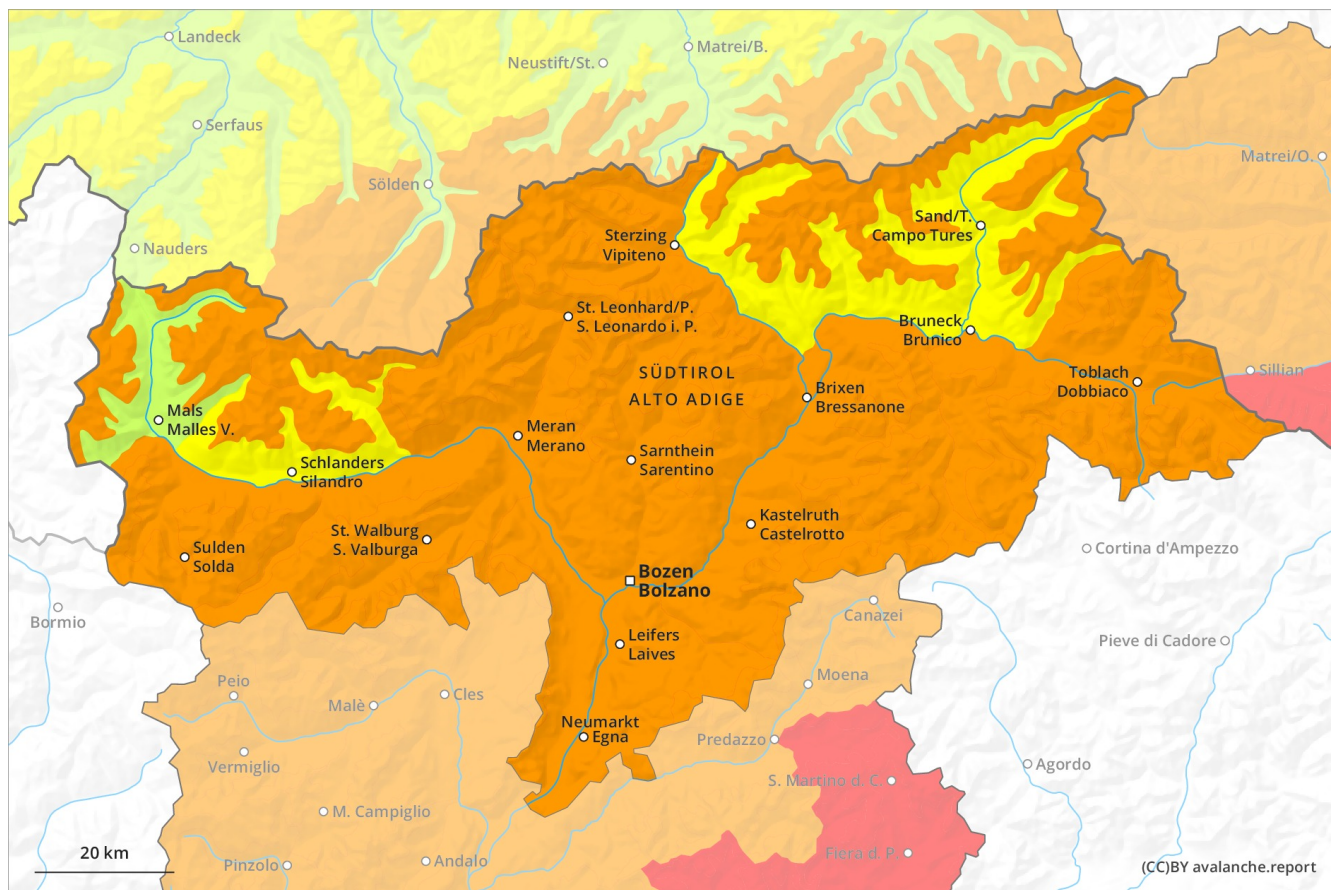 Landeck
Matrei/B.
Neustift/St.
Serfaus
Matrei/O.
Sölden
Sand/T.
Campo Tures
Sterzing
Vipiteno
Nauders
St. Leonhard/P.
S. Leonardo i. P.
Bruneck
Brunico
SÜDTIROL
ALTO ADIGE
Toblach
Dobbiaco
Sillian
Brixen
Bressanone
Mals
Malles V.
Meran
Merano
Sarnthein
Sarentino
Schlanders
Silandro
Kastelruth
Castelrotto
St. Walburg
S. Valburga
Sulden
Solda
Cortina d'Ampezzo
Bozen
Bolzano
Bormio
Canazei
Leifers
Laives
Pieve di Cadore
Moena
Peio
Malè
Cles
Neumarkt
Egna
Predazzo
Vermiglio
Agordo
S. Martino d. C.
M. Campiglio
Fiera d. P.
20 km
Pinzolo
Andalo
(CC)BY avalanche.report